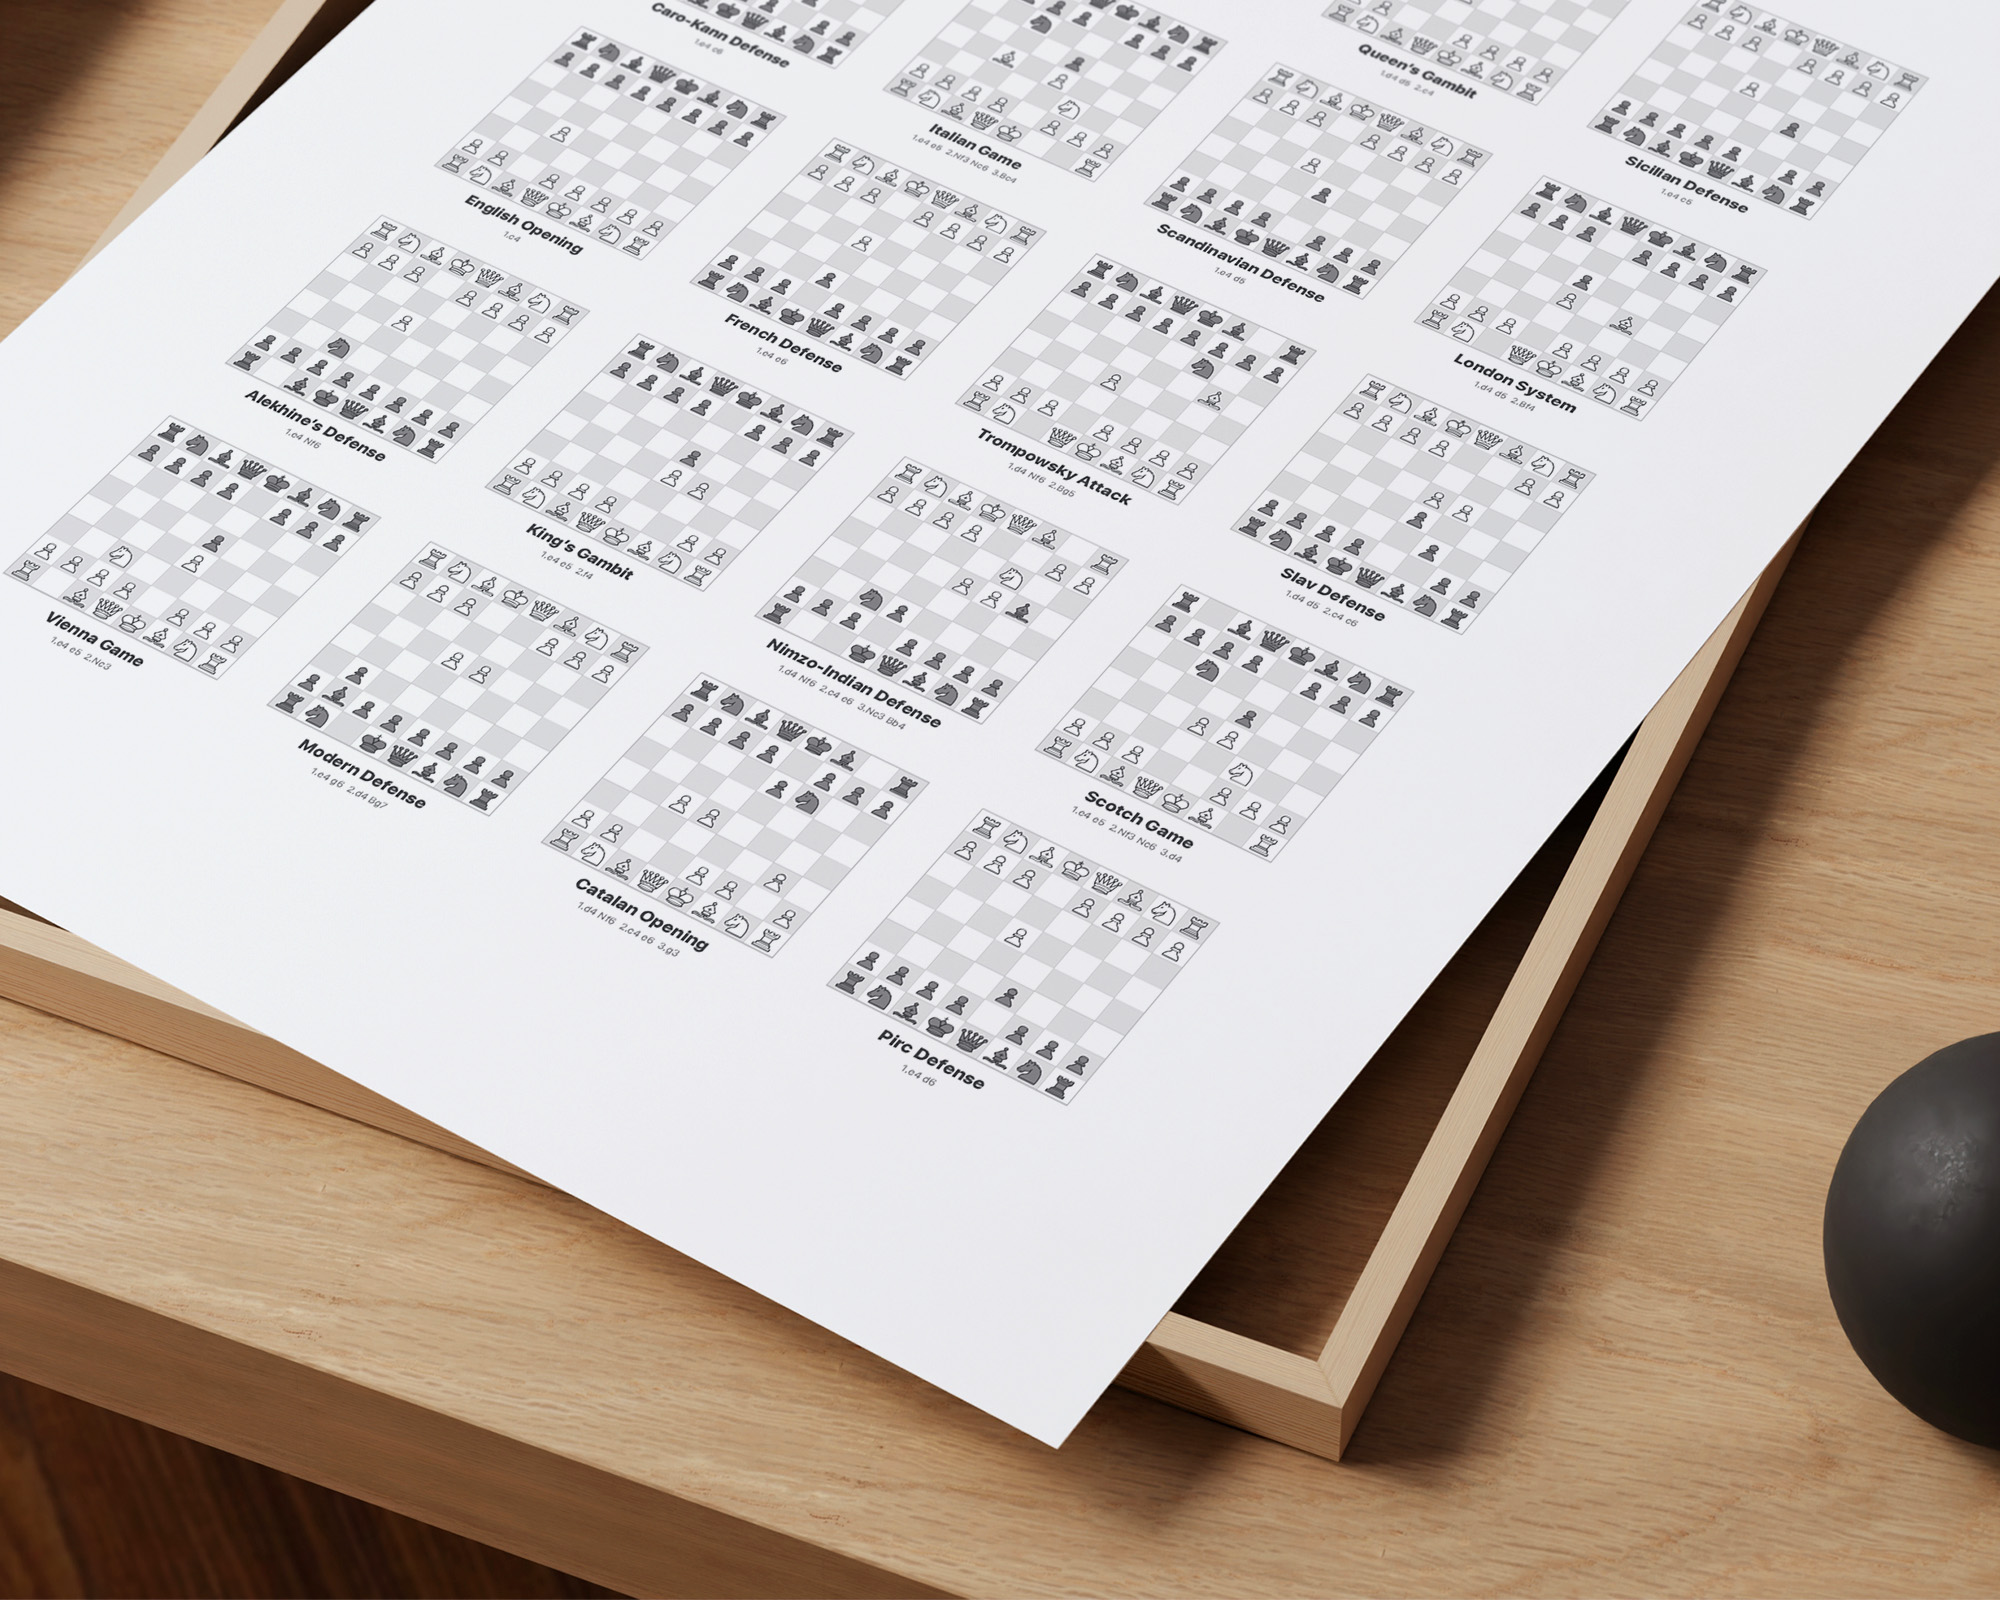 Caro-Kann Defense
1.e4 c6
Italian Game
1.e4 e5 2.Nf3 Nc6 3.Bc4
Queen's Gambit
1.d4 d5 2.c4
Sicilian Defense
1.e4 c5
English Opening
1.c4
French Defense
1.e4 e6
Scandinavian Defense
1.e4 d5
London System
1.d4 d5 2.Bf4
Alekhine's Defense
1.e4 Nf6
King's Gambit
1.e4 e5 2.f4
Trompowsky Attack
1.d4 Nf6 2.Bg5
Slav Defense
1.d4 d5 2.c4 c6
Vienna Game
1.e4 e5 2.Nc3
Modern Defense
1.e4 g6 2.d4 Bg7
Nimzo-Indian Defense
1.d4 Nf6 2.c4 e6 3.Nc3 Bb4
Scotch Game
1.e4 e5 2.Nf3 Nc6 3.d4
Catalan Opening
1.d4 Nf6 2.c4 e6 3.g3
Pirc Defense
1.e4 d6